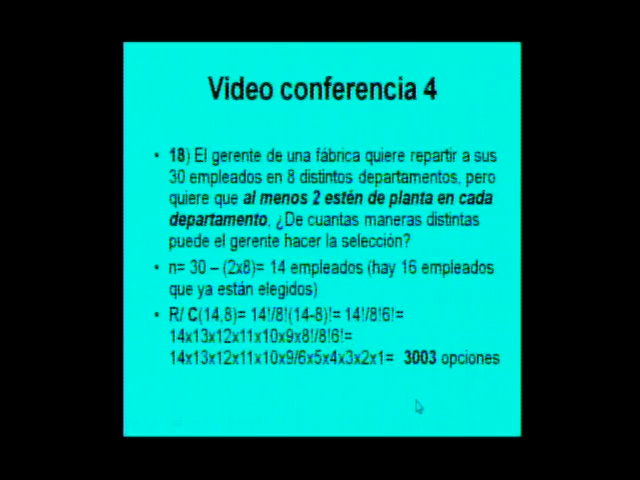 Video conferencia 4
• 18) El gerente de una fábrica quiere repartir a sus
30 empleados en 8 distintos departamentos, pero
quiere que al menos 2 estén de planta en cada
departamento, ¿De cuantas maneras distintas
puede el gerente hacer la selección?
• n= 30 – (2x8)= 14 empleados (hay 16 empleados
que ya están elegidos)
• R/ C(14,8)= 14!/8!(14-8)!= 14!/8!6!=
14x13x12x11x10x9x8!/8!6!=
14x13x12x11x10x9/6x5x4x3x2x1= 3003 opciones